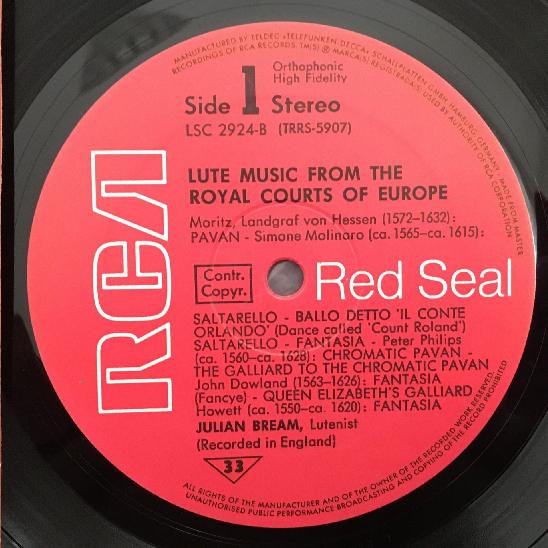 MANUFACTURED BY TELDEC »TELEFUNKEN-DECCA« SCHALLPLATTEN GMBH, HAMBURG, GERMANY, MADE FROM MASTER
RECORDINGS OF RCA RECORDS. TM(S) ® MARCA(S) REGISTRADA(S) USED BY AUTHORITY OF RCA CORPORATION
Orthophonic
High Fidelity
Side 1 Stereo
LSC 2924-B (TRRS-5907)
LUTE MUSIC FROM THE
ROYAL COURTS OF EUROPE
Moritz, Landgraf von Hessen (1572–1632):
PAVAN - Simone Molinaro (ca. 1565–ca. 1615):
RCA
Contr.
Copyr.
Red Seal
SALTARELLO - BALLO DETTO 'IL CONTE
ORLANDO' (Dance called 'Count Roland')
SALTARELLO - FANTASIA - Peter Philips
(ca. 1560–ca. 1628): CHROMATIC PAVAN -
THE GALLIARD TO THE CHROMATIC PAVAN
John Dowland (1563–1626): FANTASIA
(Fancye) - QUEEN ELIZABETH'S GALLIARD
Howett (ca. 1550–ca. 1620): FANTASIA
JULIAN BREAM, Lutenist
(Recorded in England)
33
ALL RIGHTS OF THE MANUFACTURER AND OF THE OWNER OF THE RECORDED WORK RESERVED.
UNAUTHORISED PUBLIC PERFORMANCE BROADCASTING AND COPYING OF THE RECORD PROHIBITED